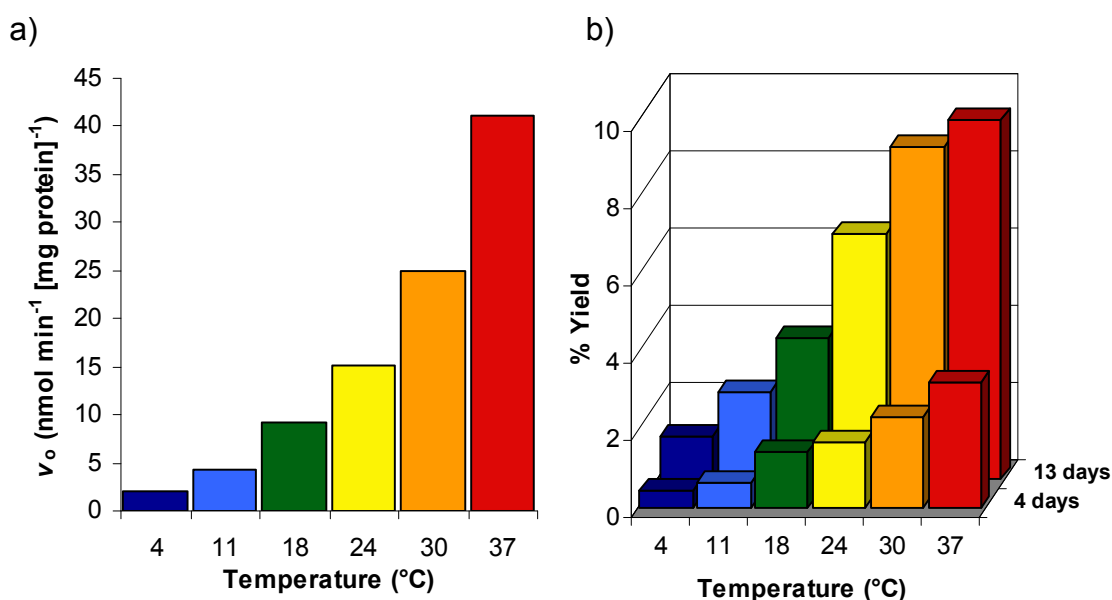 a)
45
40
35
30
25
20
15
10
5
0
v o (nmol min-1 [mg protein]-1
4 11 18 24 30 37
Temperature (°C)
b)
10
8
6
4
2
0
% Yield
13 days
4 days
4 11 18 24 30 37
Temperature (°C)